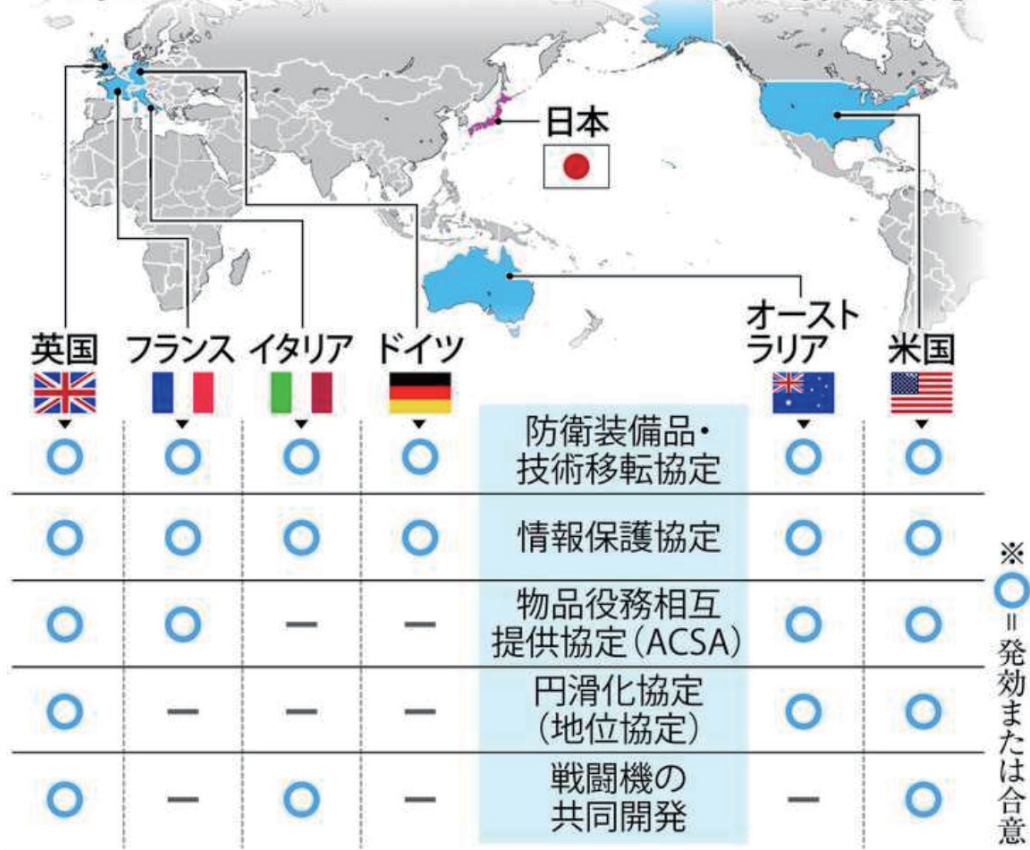 日本
オースト
ラリア
英国
フランス
イタリア
ドイツ
米国
防衛装備品・
技術移転協定
情報保護協定
物品役務相互
提供協定(ACSA)
円滑化協定
(地位協定)
戦闘機の
共同開発
※○=発効または合意